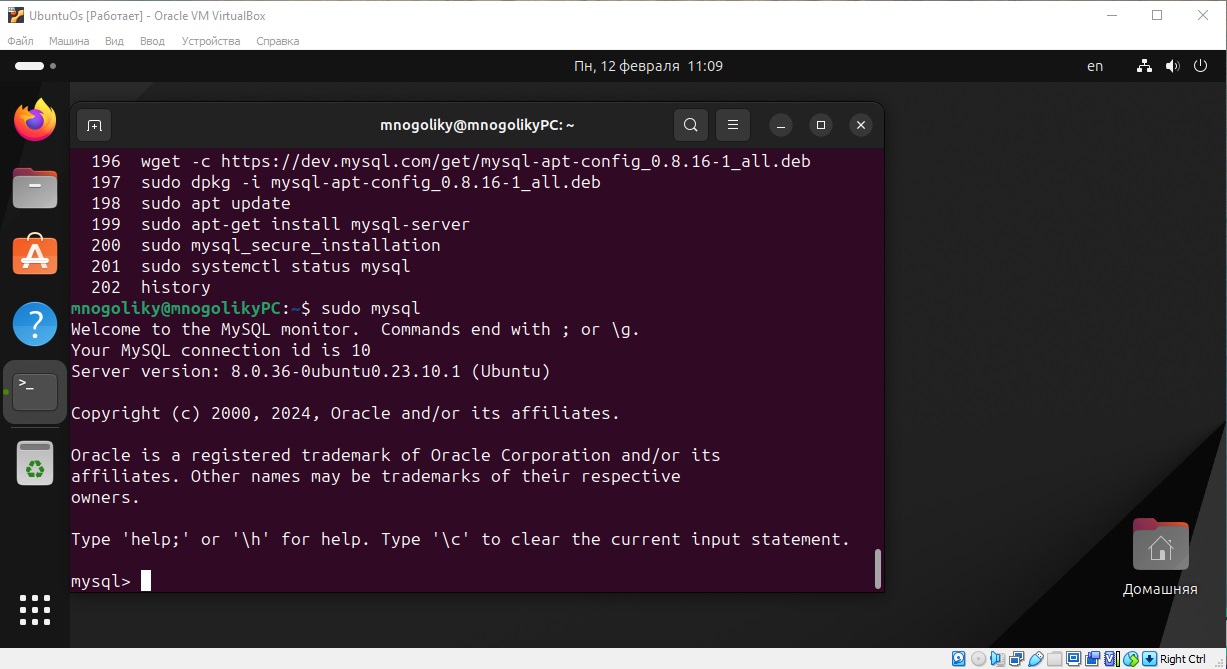 UbuntuOs [Работает] - Oracle VM VirtualBox
Файл Машина Вид Ввод Устройства Справка
Пн, 12 февраля 11:09
en
mnogoliky@mnogolikyPC: ~
196 wget -c https://dev.mysql.com/get/mysql-apt-config_0.8.16-1_all.deb
197 sudo dpkg -i mysql-apt-config_0.8.16-1_all.deb
198 sudo apt update
199 sudo apt-get install mysql-server
200 sudo mysql_secure_installation
201 sudo systemctl status mysql
202 history
mnogoliky@mnogolikyPC:~$ sudo mysql
Welcome to the MySQL monitor.  Commands end with ; or \g.
Your MySQL connection id is 10
Server version: 8.0.36-0ubuntu0.23.10.1 (Ubuntu)
Copyright (c) 2000, 2024, Oracle and/or its affiliates.
Oracle is a registered trademark of Oracle Corporation and/or its
affiliates. Other names may be trademarks of their respective
owners.
Type 'help;' or '\h' for help. Type '\c' to clear the current input statement.
mysql>
Домашняя
Right Ctrl